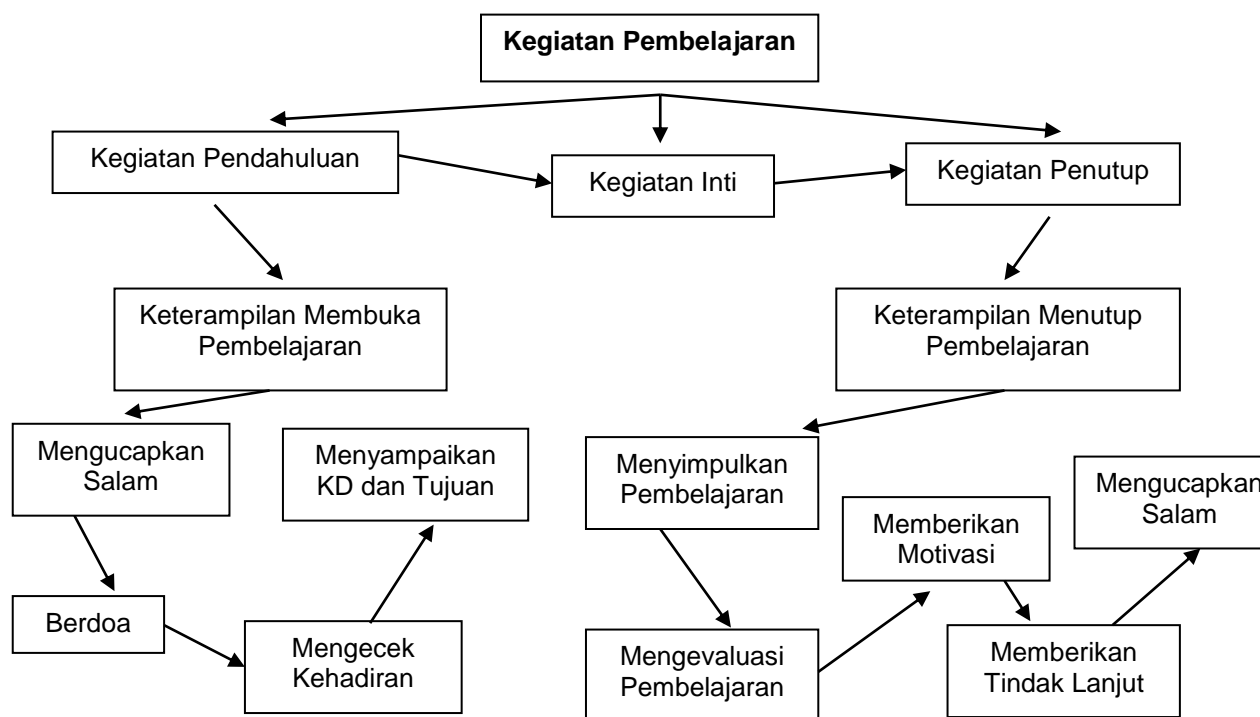 Kegiatan Pembelajaran
Kegiatan Pendahuluan
Kegiatan Inti
Kegiatan Penutup
Keterampilan Membuka
Pembelajaran
Keterampilan Menutup
Pembelajaran
Mengucapkan
Salam
Menyampaikan
KD dan Tujuan
Berdoa
Mengecek
Kehadiran
Menyimpulkan
Pembelajaran
Mengevaluasi
Pembelajaran
Memberikan
Motivasi
Memberikan
Tindak Lanjut
Mengucapkan
Salam